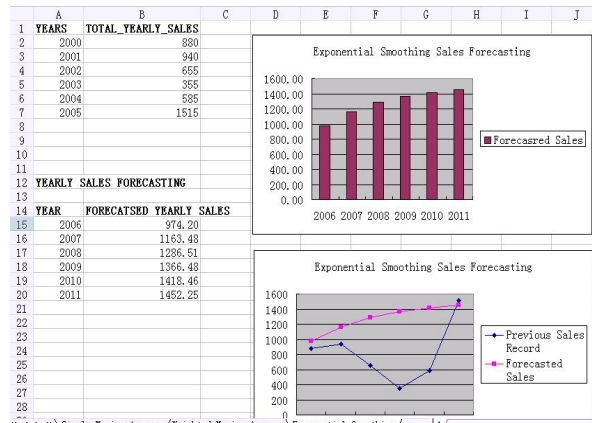 A B C D E F G H I J
1 YEARS TOTAL_YEARLY_SALES
2 2000 880
3 2001 940
4 2002 655
5 2003 355
6 2004 585
7 2005 1515
8
9
10
11
12 YEARLY SALES FORECASTING
13
14 YEAR FORECATSED YEARLY SALES
15 2006 974.20
16 2007 1163.48
17 2008 1286.51
18 2009 1366.48
19 2010 1418.46
20 2011 1452.25
21
22
23
24
25
26
27
28
Exponential Smoothing Sales Forecasting
1600.00
1400.00
1200.00
1000.00
800.00
600.00
400.00
200.00
0.00
2006 2007 2008 2009 2010 2011
Forecasred Sales
Exponential Smoothing Sales Forecasting
1600
1400
1200
1000
800
600
400
200
0
Previous Sales
Record
Forecasted
Sales